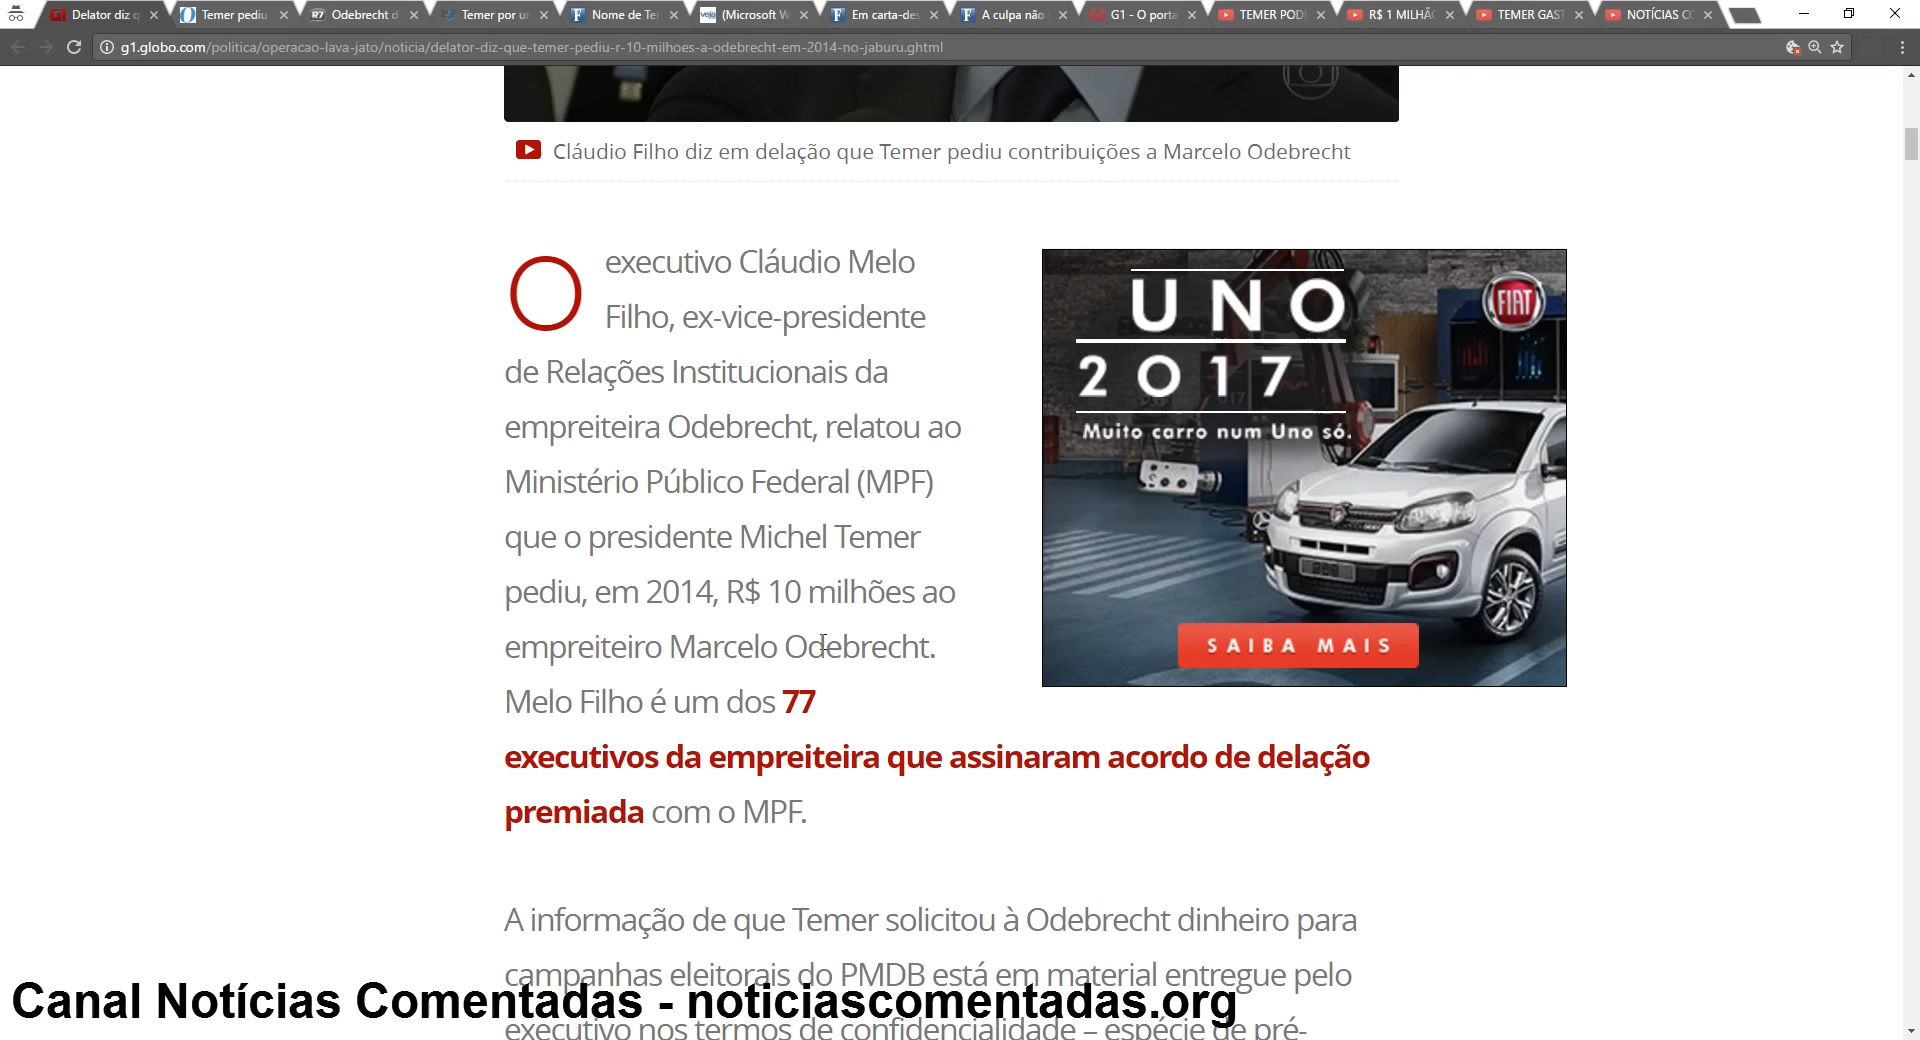 Delator diz q
Temer pediu
Odebrecht d
Temer por ur
Nome de Te
(Microsoft W
Em carta-des
A culpa não
G1 - O porta
TEMER POD
R$ 1 MILHÃ
TEMER GAST
NOTÍCIAS CO
g1.globo.com/politica/operacao-lava-jato/noticia/delator-diz-que-temer-pediu-r-10-milhoes-a-odebrecht-em-2014-no-jaburu.ghtml
Cláudio Filho diz em delação que Temer pediu contribuições a Marcelo Odebrecht
O executivo Cláudio Melo
Filho, ex-vice-presidente
de Relações Institucionais da
empreiteira Odebrecht, relatou ao
Ministério Público Federal (MPF)
que o presidente Michel Temer
pediu, em 2014, R$ 10 milhões ao
empreiteiro Marcelo Odebrecht.
Melo Filho é um dos 77
executivos da empreiteira que assinaram acordo de delação
premiada com o MPF.
UNO
2017
Muito carro num Uno só.
FIAT
SAIBA MAIS
A informação de que Temer solicitou à Odebrecht dinheiro para
campanhas eleitorais do PMDB está em material entregue pelo
executivo nos termos de confidencialidade – espécie de pré-
Canal Notícias Comentadas - noticiascomentadas.org